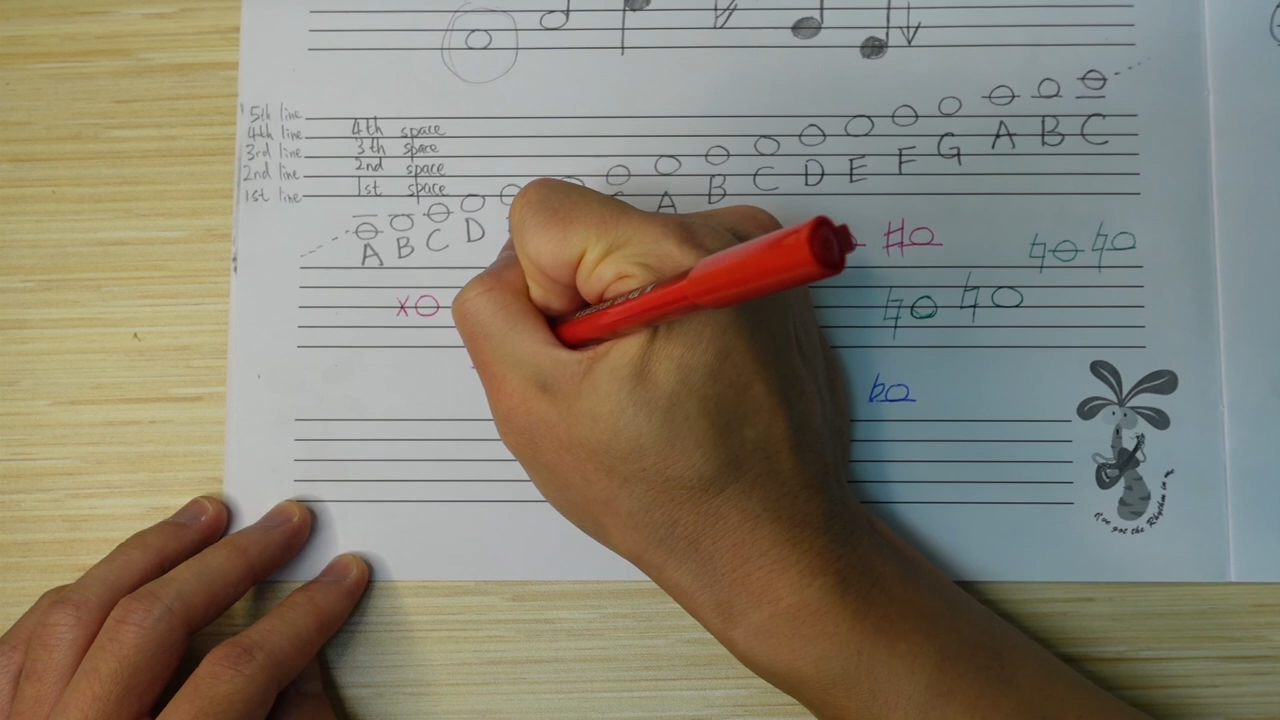 5th line
4th line 4th space
3rd line 3th space
2nd line 2nd space
1st line 1st space
A B C D A B C D E F G A B C
I've got the Rhythm in